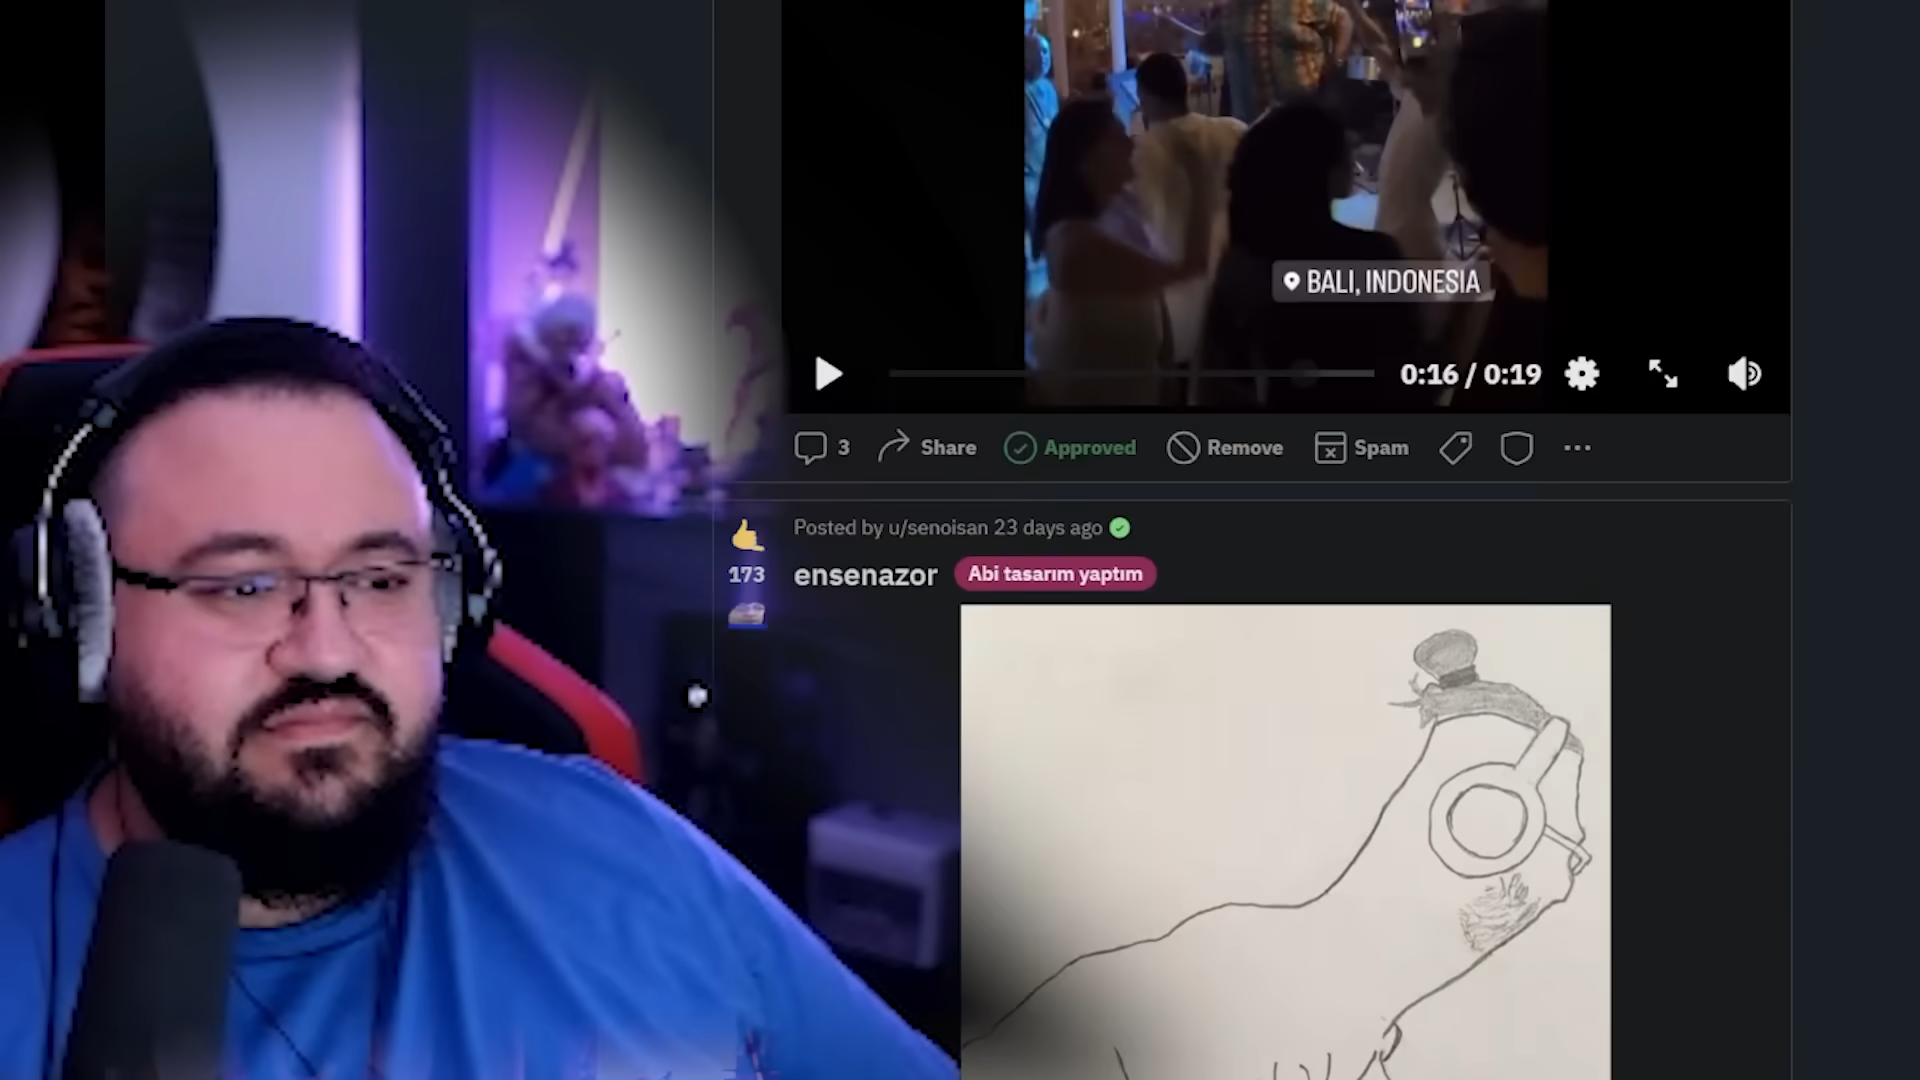 BALI, INDONESIA
0:16 / 0:19
3 Share Approved Remove Spam
Posted by u/senoisan 23 days ago
173 ensenazor Abi tasarım yaptım